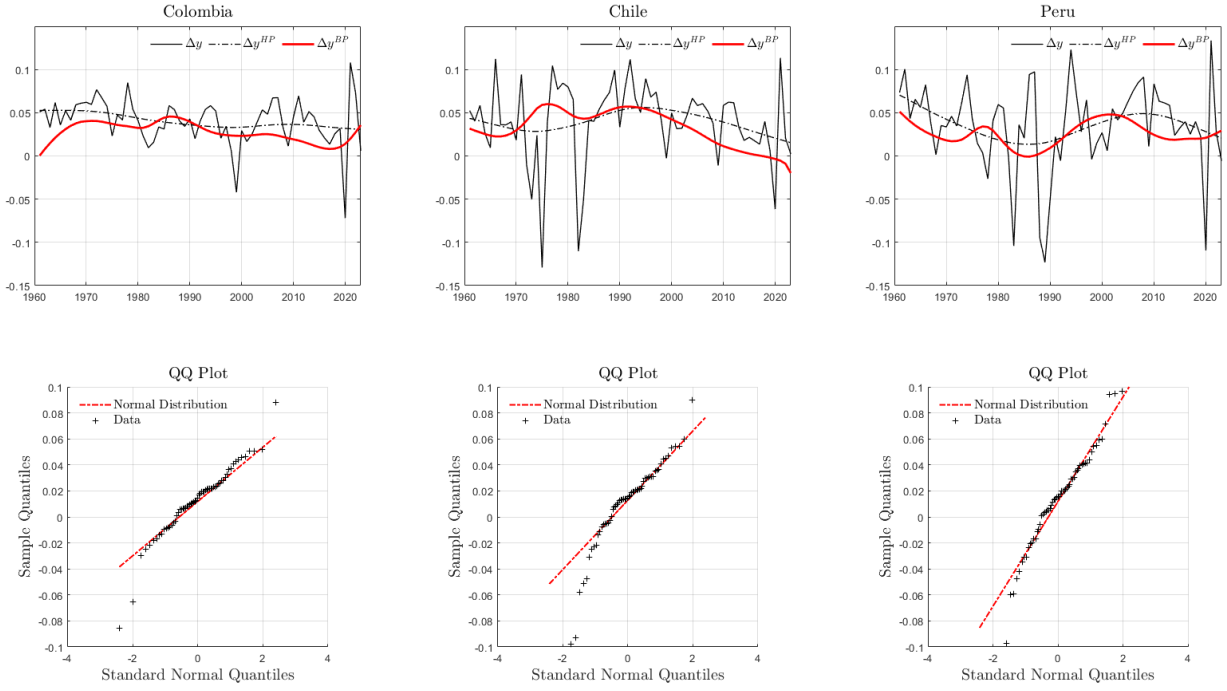 Colombia
Δy Δy^HP Δy^BP
0.1
0.05
0
-0.05
-0.1
-0.15
1960 1970 1980 1990 2000 2010 2020
Chile
Δy Δy^HP Δy^BP
0.1
0.05
0
-0.05
-0.1
-0.15
1960 1970 1980 1990 2000 2010 2020
Peru
Δy Δy^HP Δy^BP
0.1
0.05
0
-0.05
-0.1
-0.15
1960 1970 1980 1990 2000 2010 2020
QQ Plot
Normal Distribution
Data
Sample Quantiles
0.1
0.08
0.06
0.04
0.02
0
-0.02
-0.04
-0.06
-0.08
-0.1
-4 -2 0 2 4
Standard Normal Quantiles
QQ Plot
Normal Distribution
Data
Sample Quantiles
0.1
0.08
0.06
0.04
0.02
0
-0.02
-0.04
-0.06
-0.08
-0.1
-4 -2 0 2 4
Standard Normal Quantiles
QQ Plot
Normal Distribution
Data
Sample Quantiles
0.1
0.08
0.06
0.04
0.02
0
-0.02
-0.04
-0.06
-0.08
-0.1
-4 -2 0 2 4
Standard Normal Quantiles